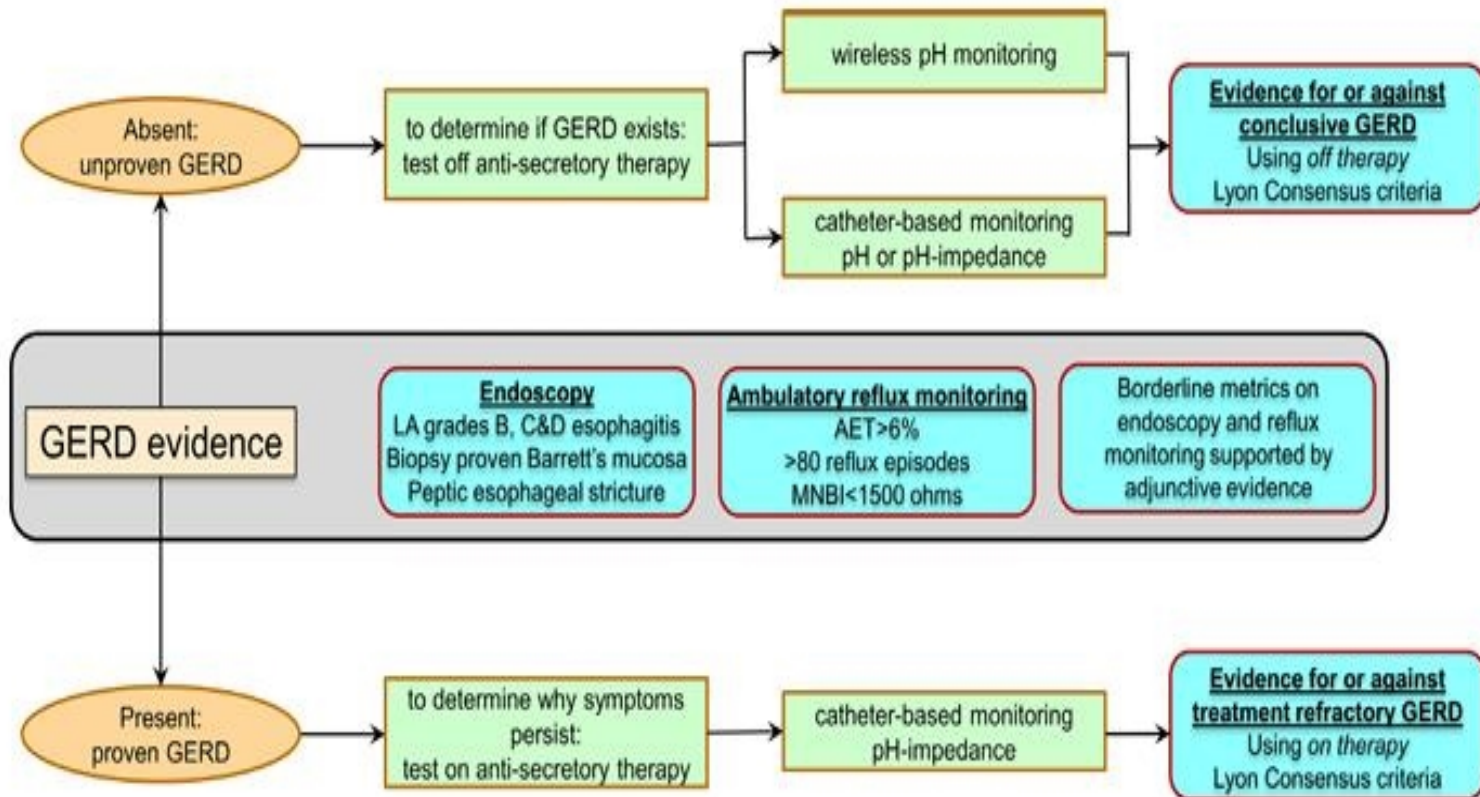 Absent:
unproven GERD
to determine if GERD exists:
test off anti-secretory therapy
wireless pH monitoring
catheter-based monitoring
pH or pH-impedance
Evidence for or against
conclusive GERD
Using off therapy
Lyon Consensus criteria
GERD evidence
Endoscopy
LA grades B, C&D esophagitis
Biopsy proven Barrett's mucosa
Peptic esophageal stricture
Ambulatory reflux monitoring
AET>6%
>80 reflux episodes
MNBI<1500 ohms
Borderline metrics on
endoscopy and reflux
monitoring supported by
adjunctive evidence
Present:
proven GERD
to determine why symptoms
persist:
test on anti-secretory therapy
catheter-based monitoring
pH-impedance
Evidence for or against
treatment refractory GERD
Using on therapy
Lyon Consensus criteria